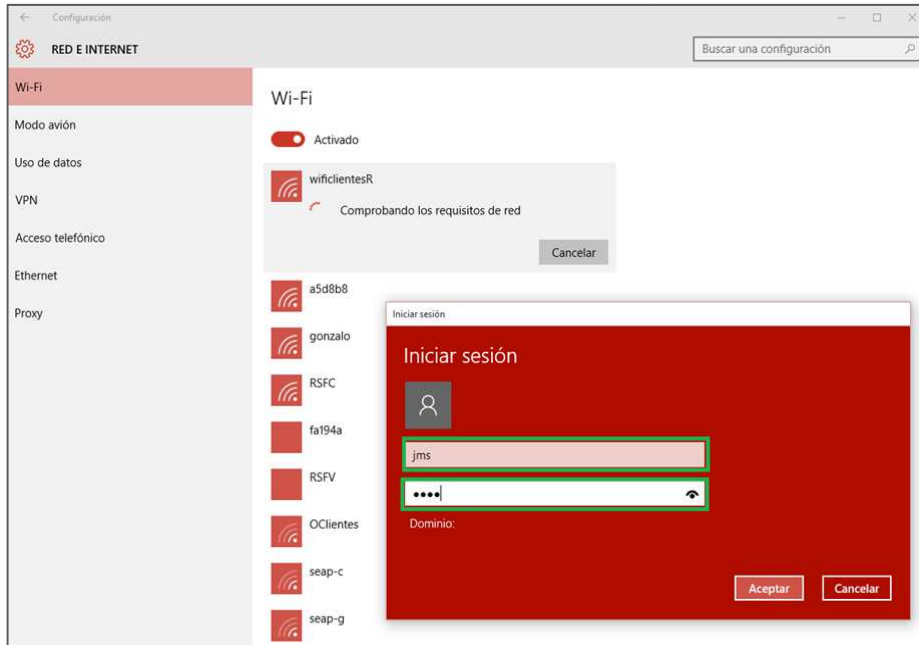 Configuración
RED E INTERNET
Buscar una configuración
Wi-Fi
Modo avión
Uso de datos
VPN
Acceso telefónico
Ethernet
Proxy
Wi-Fi
Activado
wificlientesR
Comprobando los requisitos de red
Cancelar
a5d8b8
gonzalo
RSFC
fa194a
RSFV
OClientes
seap-c
seap-g
Iniciar sesión
Iniciar sesión
jms
••••
Dominio:
Aceptar
Cancelar